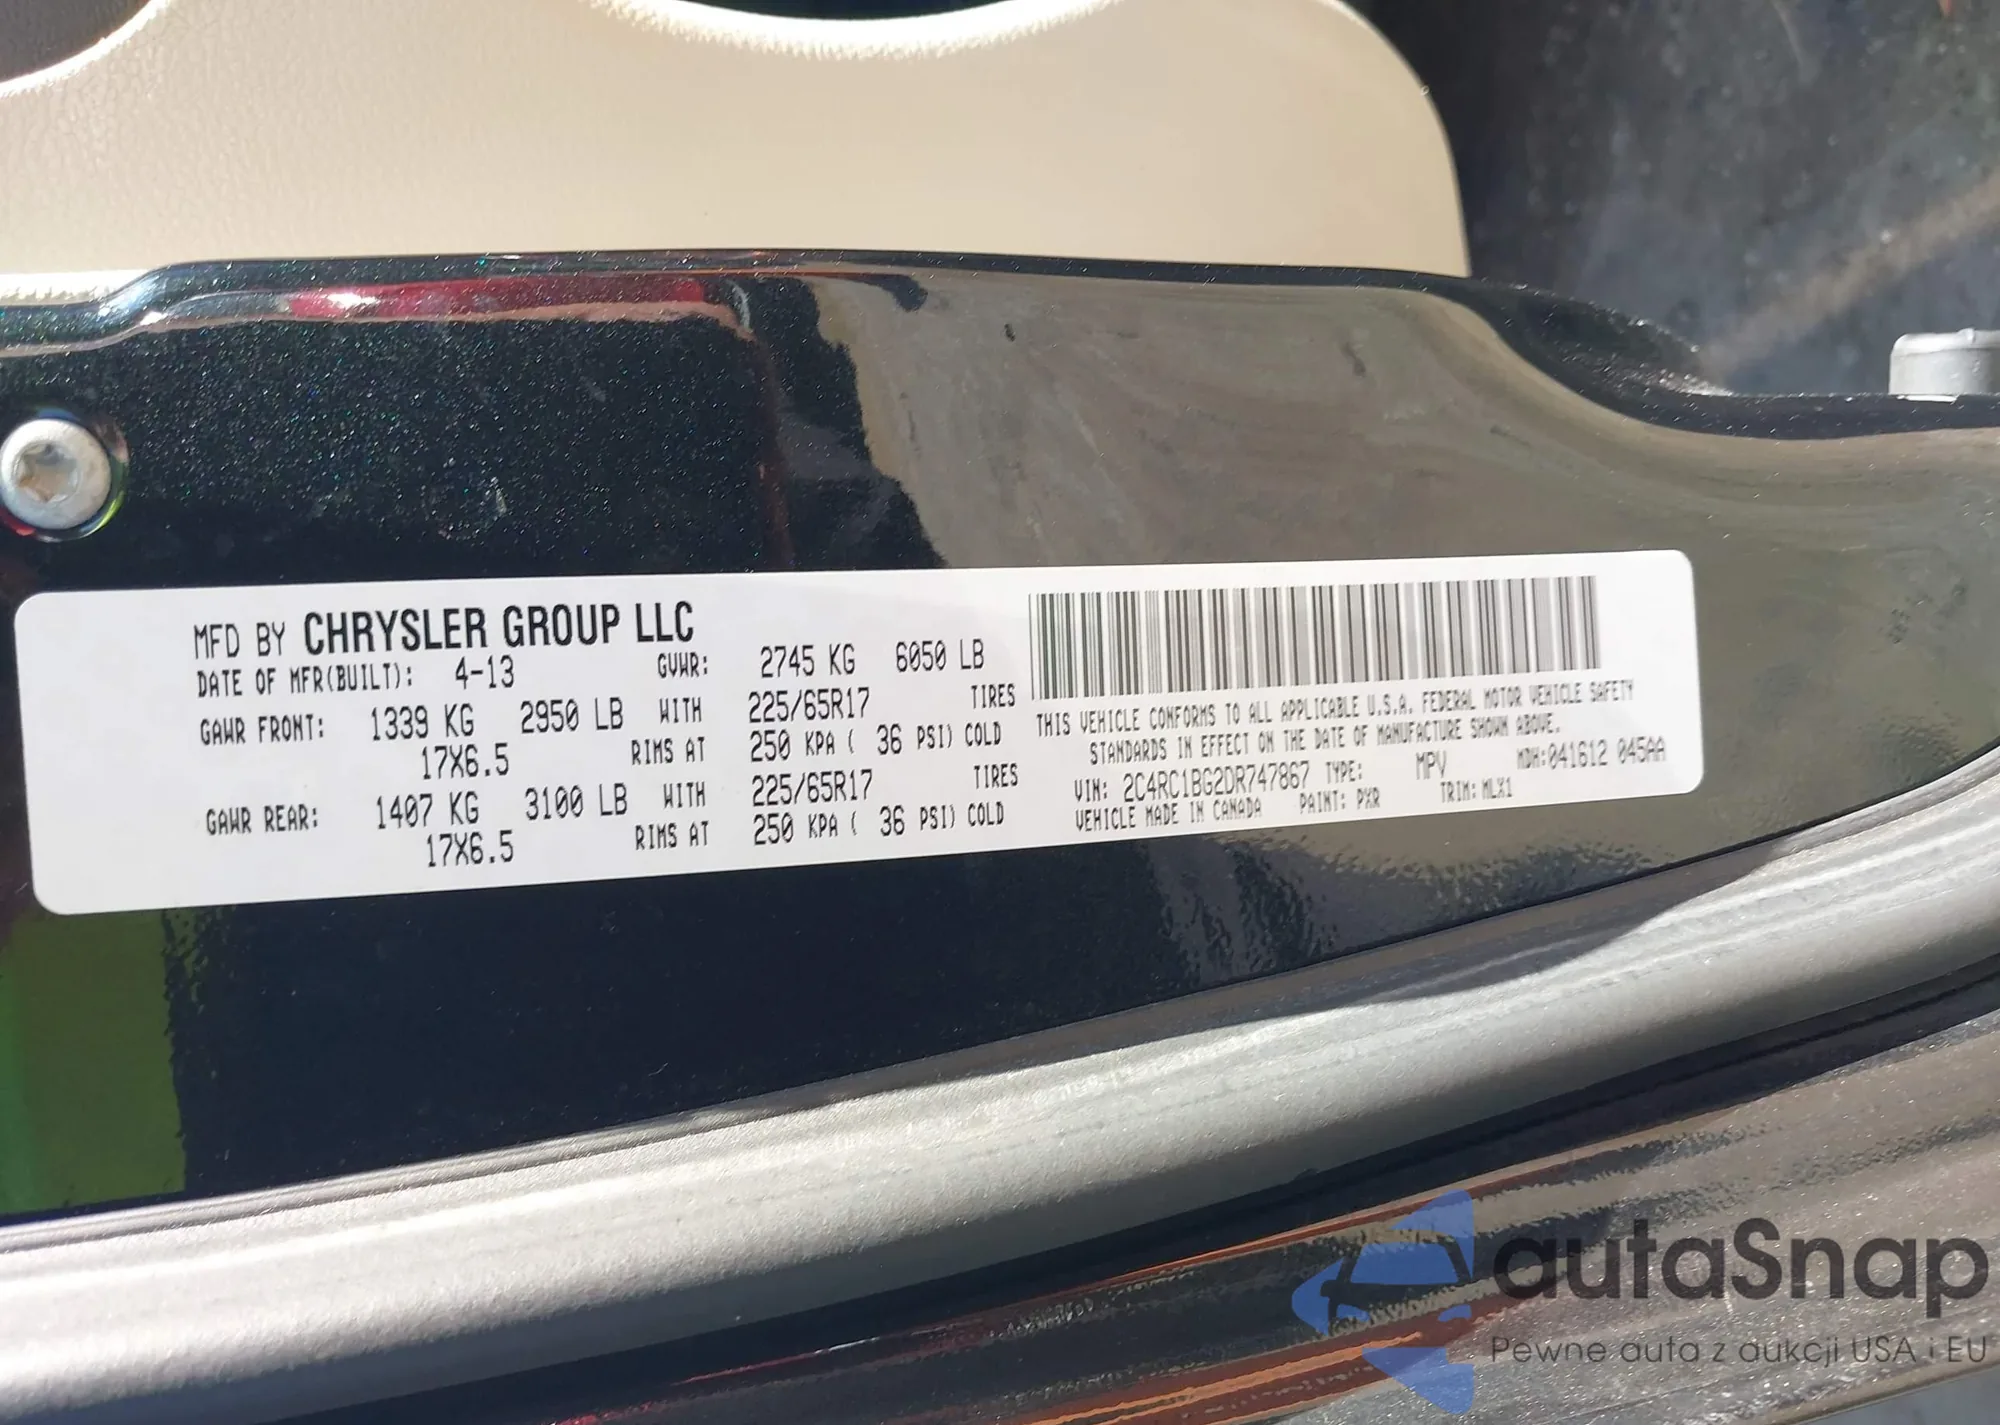 MFD BY CHRYSLER GROUP LLC
DATE OF MFR(BUILT): 4-13 GVWR: 2745 KG 6050 LB
GAWR FRONT: 1339 KG 2950 LB WITH 225/65R17 TIRES
17X6.5 RIMS AT 250 KPA ( 36 PSI) COLD
GAWR REAR: 1407 KG 3100 LB WITH 225/65R17 TIRES
17X6.5 RIMS AT 250 KPA ( 36 PSI) COLD
THIS VEHICLE CONFORMS TO ALL APPLICABLE U.S.A. FEDERAL MOTOR VEHICLE SAFETY
STANDARDS IN EFFECT ON THE DATE OF MANUFACTURE SHOWN ABOVE.
VIN: 2C4RC1BG2DR747867 TYPE: MPV MDH:041612 045AA
VEHICLE MADE IN CANADA PAINT: PXR TRIM: MLX1
autaSnap
Pewne auta z aukcji USA i EU